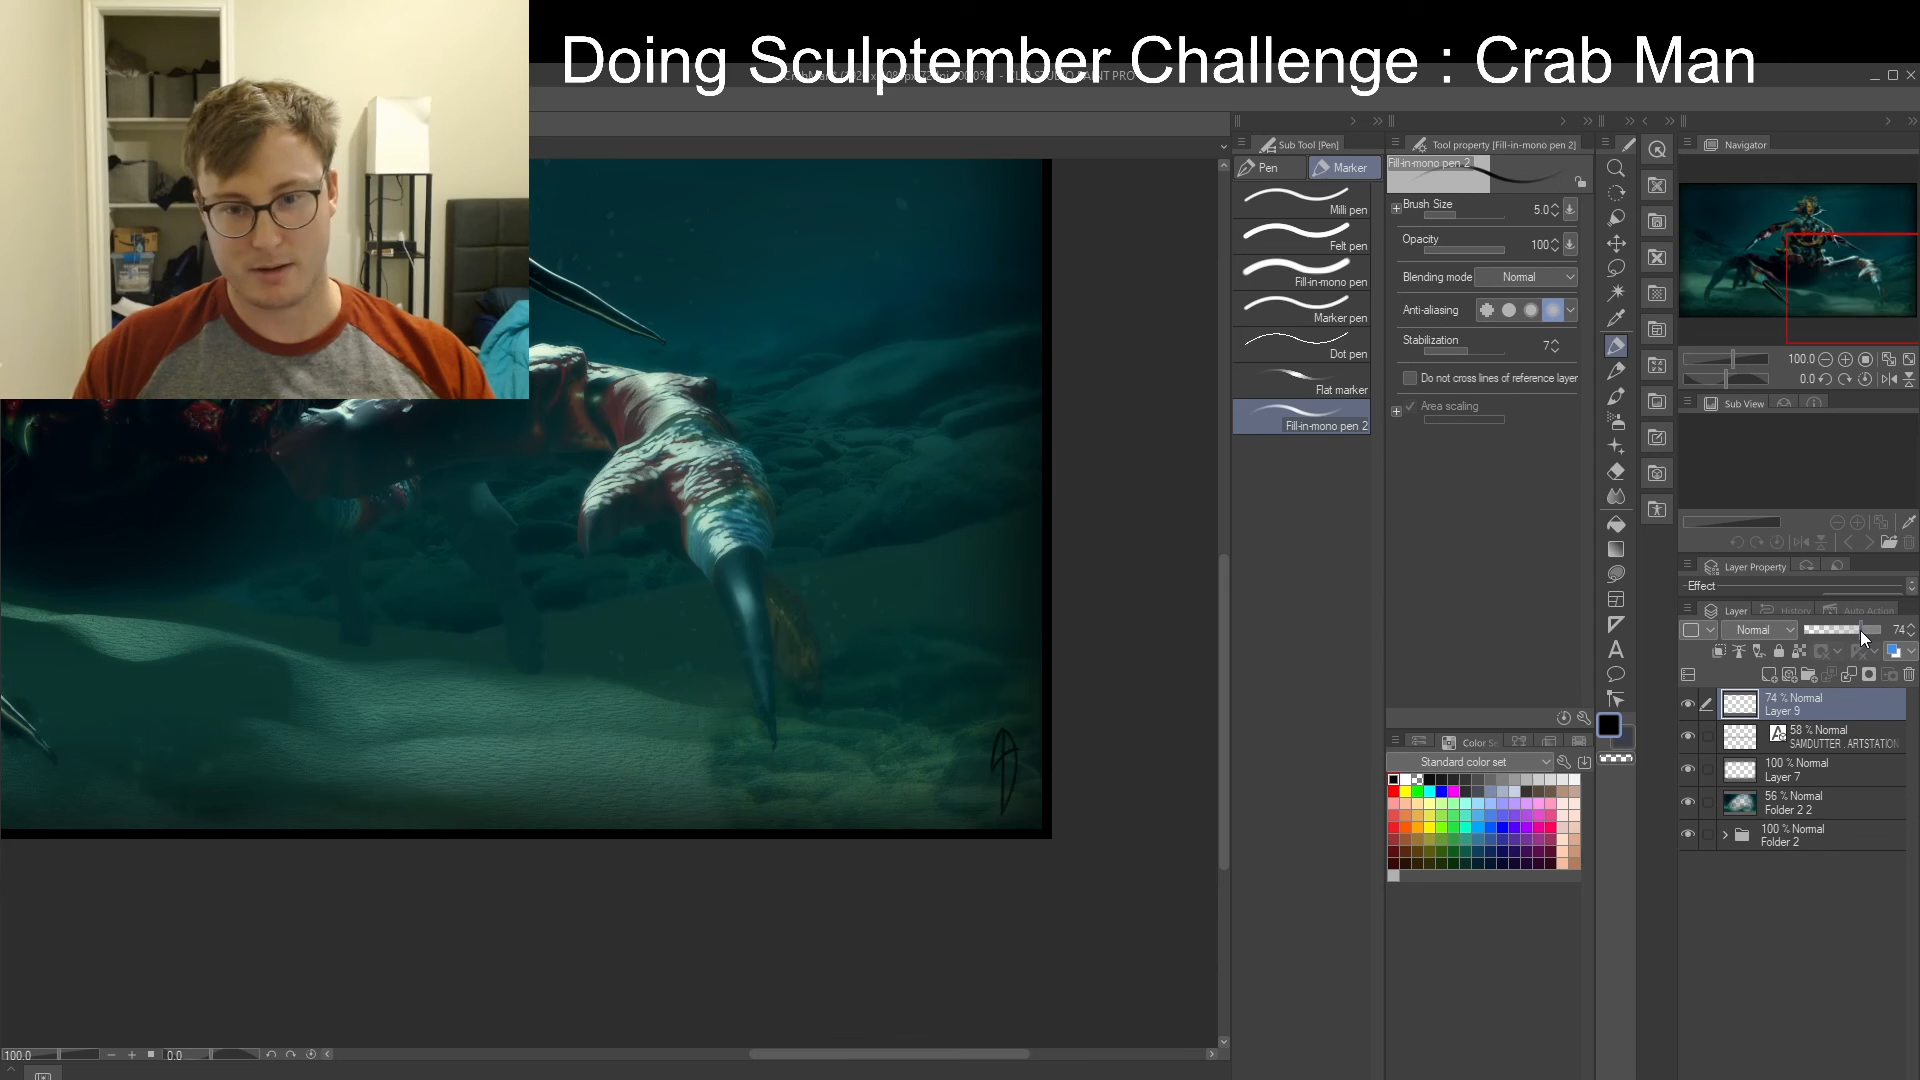 Doing Sculptember Challenge : Crab Man
Sub Tool [Pen]
Pen
Marker
Milli pen
Felt pen
Fill-in-mono pen
Marker pen
Dot pen
Flat marker
Fill-in-mono pen 2
Tool property [Fill-in-mono pen 2]
Fill-in-mono pen 2
Brush Size
5.0
Opacity
100
Blending mode
Normal
Anti-aliasing
Stabilization
7
Do not cross lines of reference layer
Area scaling
Color Se
Standard color set
Navigator
100.0
0.0
Sub View
Layer Property
Effect
Layer
History
Auto Action
Normal
74
74 % Normal
Layer 9
58 % Normal
SAMDUTTER . ARTSTATION
100 % Normal
Layer 7
56 % Normal
Folder 2 2
100 % Normal
Folder 2
100.0
0.0